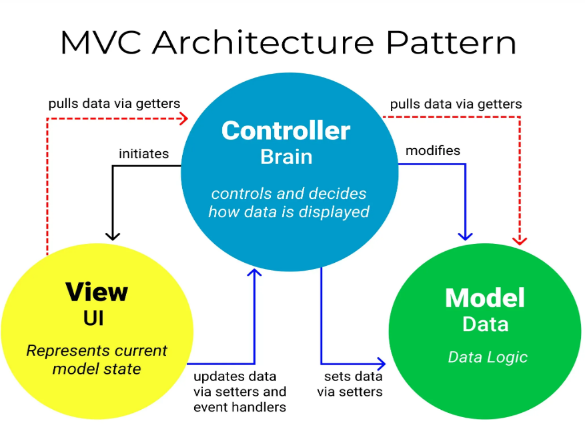 MVC Architecture Pattern
pulls data via getters
pulls data via getters
Controller
Brain
controls and decides
how data is displayed
initiates
modifies
View
UI
Represents current
model state
Model
Data
Data Logic
updates data
via setters and
event handlers
sets data
via setters